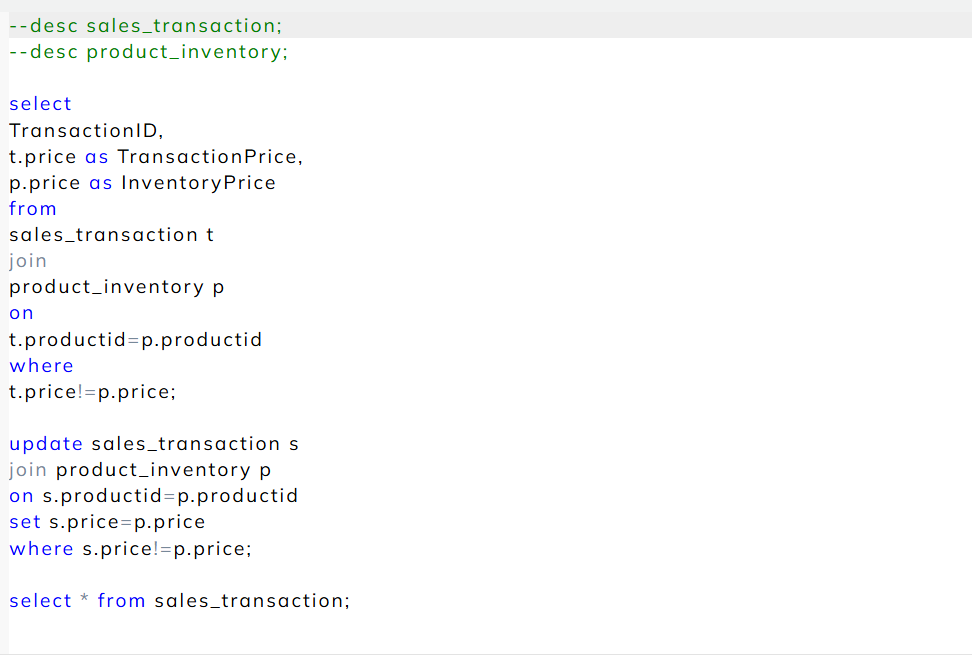 --desc sales_transaction;
--desc product_inventory;
select
TransactionID,
t.price as TransactionPrice,
p.price as InventoryPrice
from
sales_transaction t
join
product_inventory p
on
t.productid=p.productid
where
t.price!=p.price;
update sales_transaction s
join product_inventory p
on s.productid=p.productid
set s.price=p.price
where s.price!=p.price;
select * from sales_transaction;